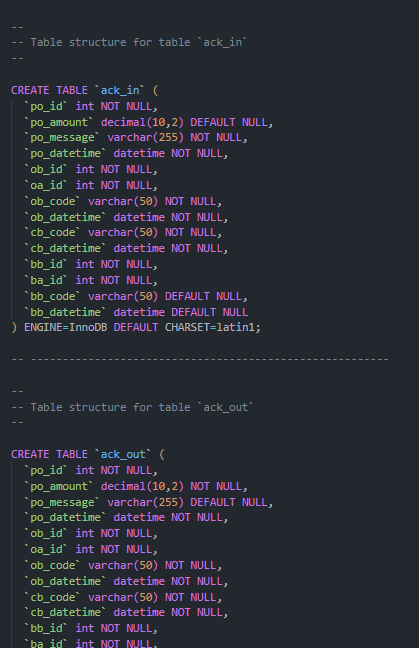 --
-- Table structure for table `ack_in`
--
CREATE TABLE `ack_in` (
`po_id` int NOT NULL,
`po_amount` decimal(10,2) DEFAULT NULL,
`po_message` varchar(255) NOT NULL,
`po_datetime` datetime NOT NULL,
`ob_id` int NOT NULL,
`oa_id` int NOT NULL,
`ob_code` varchar(50) NOT NULL,
`ob_datetime` datetime NOT NULL,
`cb_code` varchar(50) NOT NULL,
`cb_datetime` datetime NOT NULL,
`bb_id` int NOT NULL,
`ba_id` int NOT NULL,
`bb_code` varchar(50) DEFAULT NULL,
`bb_datetime` datetime DEFAULT NULL
) ENGINE=InnoDB DEFAULT CHARSET=latin1;
-- --------------------------------------------------------
--
-- Table structure for table `ack_out`
--
CREATE TABLE `ack_out` (
`po_id` int NOT NULL,
`po_amount` decimal(10,2) NOT NULL,
`po_message` varchar(255) DEFAULT NULL,
`po_datetime` datetime NOT NULL,
`ob_id` int NOT NULL,
`oa_id` int NOT NULL,
`ob_code` varchar(50) NOT NULL,
`ob_datetime` datetime NOT NULL,
`cb_code` varchar(50) NOT NULL,
`cb_datetime` datetime NOT NULL,
`bb_id` int NOT NULL,
`ba_id` int NOT NULL,